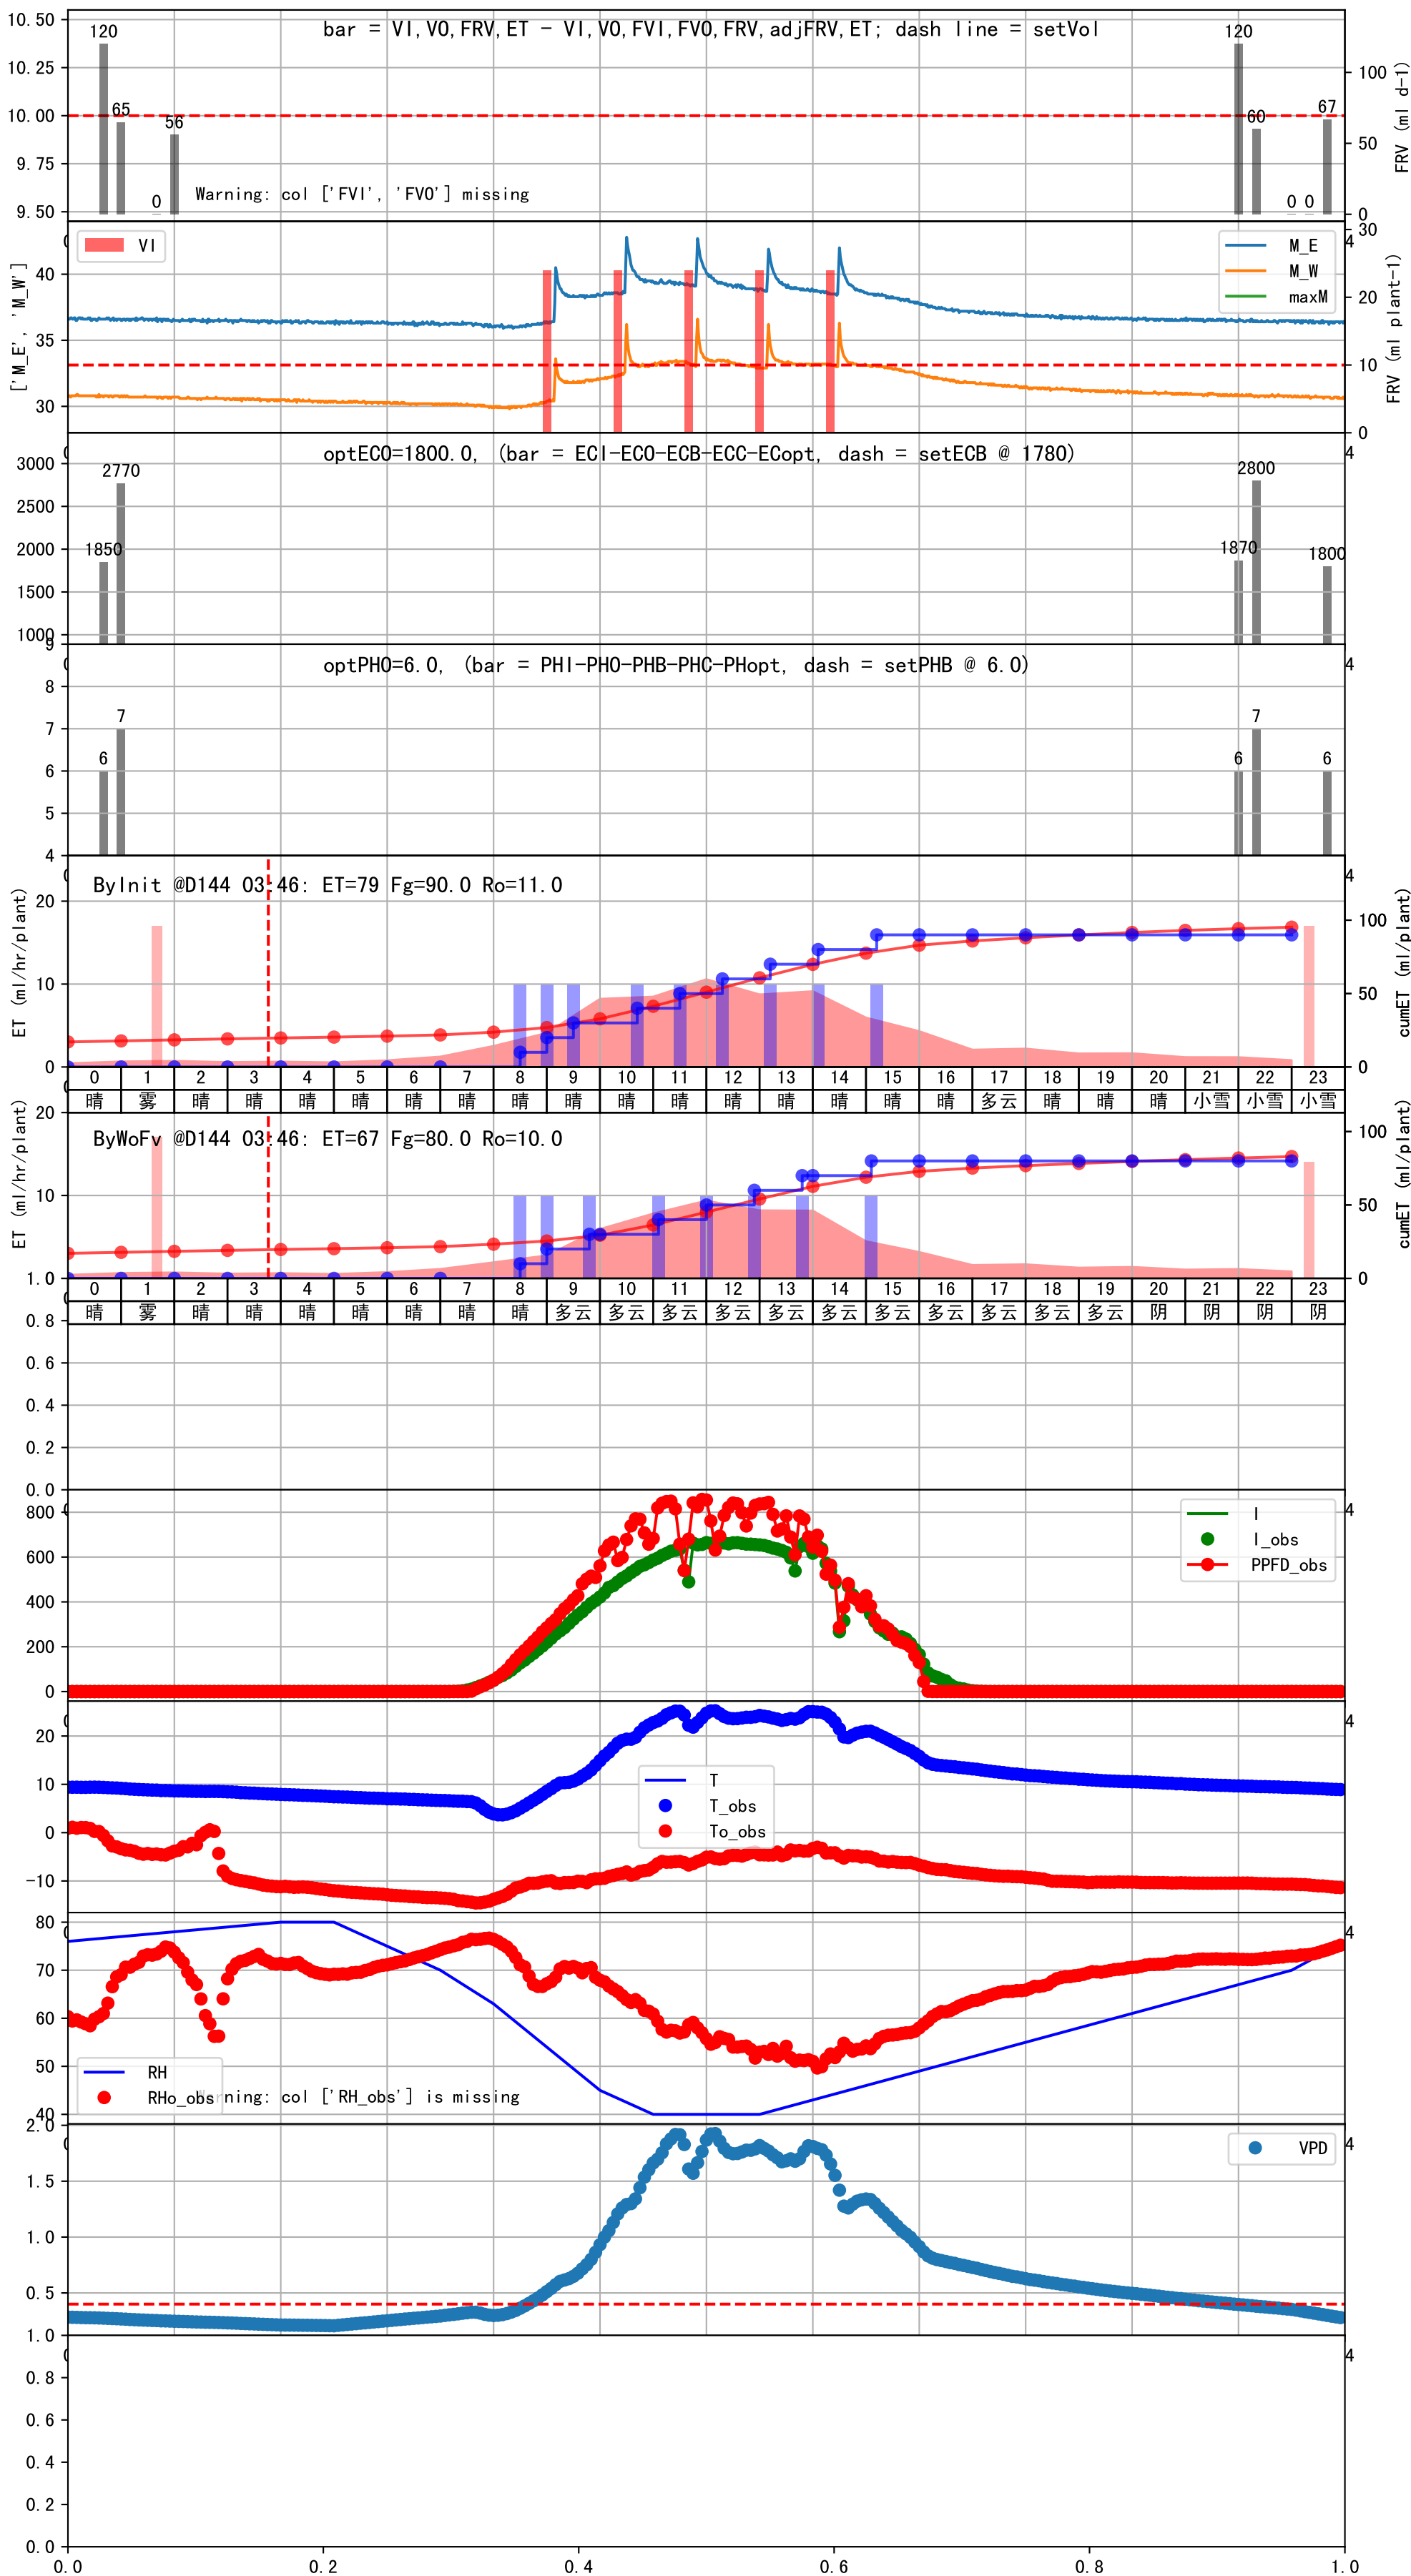 bar = VI,VO,FRV,ET - VI,VO,FVI,FVO,FRV,adjFRV,ET; dash line = setVol
10.50
10.25
10.00
9.75
9.50
120
65
0
56
120
60
0
0
67
100
50
0
FRV (ml d-1)
Warning: col ['FVI', 'FVO'] missing
VI
M_E
M_W
maxM
['M_E', 'M_W']
40
35
30
4
30
20
10
0
FRV (ml plant-1)
optECO=1800.0, (bar = ECI-ECO-ECB-ECC-ECopt, dash = setECB @ 1780)
3000
2500
2000
1500
1000
1850
2770
1870
2800
1800
4
optPHO=6.0, (bar = PHI-PHO-PHB-PHC-PHopt, dash = setPHB @ 6.0)
9
8
7
6
5
4
6
7
6
7
6
4
ByInit @D144 03:46: ET=79 Fg=90.0 Ro=11.0
ET (ml/hr/plant)
20
10
0
4
100
50
0
cumET (ml/plant)
0 1 2 3 4 5 6 7 8 9 10 11 12 13 14 15 16 17 18 19 20 21 22 23
晴 雾 晴 晴 晴 晴 晴 晴 晴 晴 晴 晴 晴 晴 晴 晴 晴 多云 晴 晴 晴 小雪 小雪 小雪
ByWoFv @D144 03:46: ET=67 Fg=80.0 Ro=10.0
ET (ml/hr/plant)
20
10
100
50
0
cumET (ml/plant)
0 1 2 3 4 5 6 7 8 9 10 11 12 13 14 15 16 17 18 19 20 21 22 23
晴 雾 晴 晴 晴 晴 晴 晴 晴 多云 多云 多云 多云 多云 多云 多云 多云 多云 多云 多云 阴 阴 阴 阴
1.0
0.8
0.6
0.4
0.2
0.0
4
800
600
400
200
0
I
I_obs
PPFD_obs
4
20
10
0
-10
T
T_obs
To_obs
4
80
70
60
50
40
RH
RHo_obs
rning: col ['RH_obs'] is missing
4
2.0
1.5
1.0
0.5
VPD
4
1.0
0.8
0.6
0.4
0.2
0.0
0.0 0.2 0.4 0.6 0.8 1.0